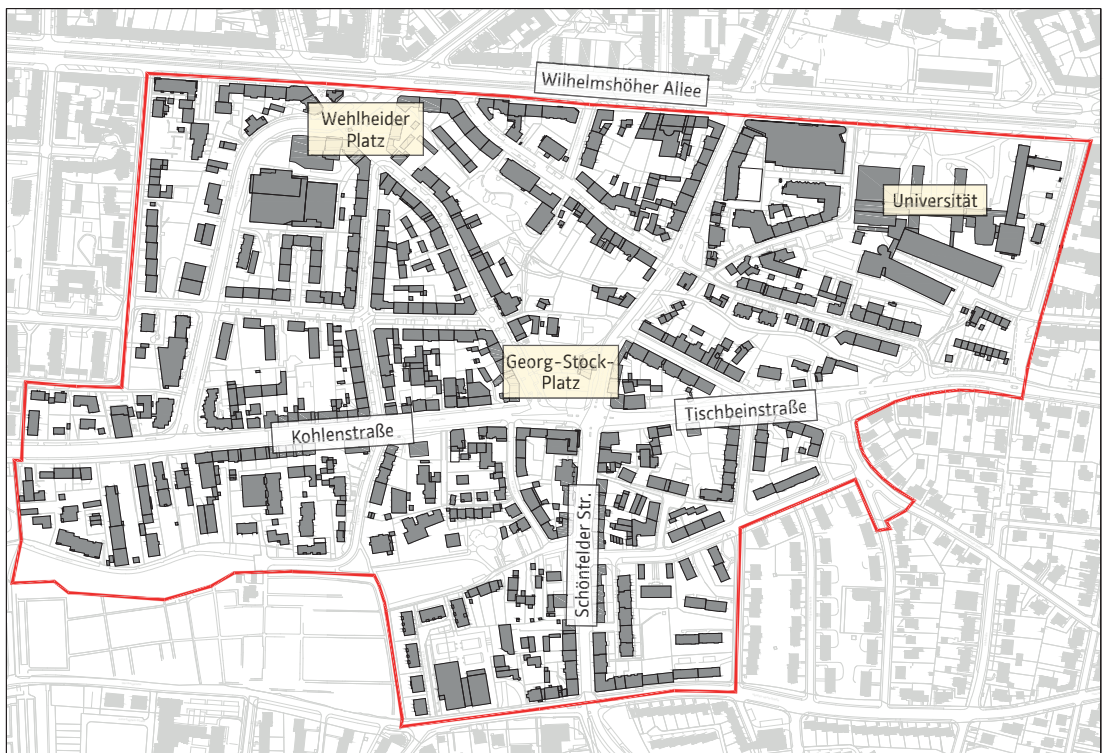 Wilhelmshöher Allee
Wehlheider
Platz
Universität
Georg-Stock-
Platz
Tischbeinstraße
Kohlenstraße
Schönfelder Str.